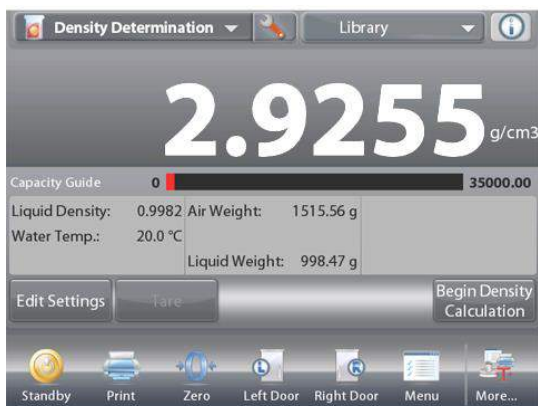 Density Determination Library
2.9255 g/cm3
Capacity Guide 0 35000.00
Liquid Density: 0.9982 Air Weight: 1515.56 g
Water Temp.: 20.0 °C
Liquid Weight: 998.47 g
Edit Settings Tare Begin Density
Calculation
Standby Print Zero Left Door Right Door Menu More...